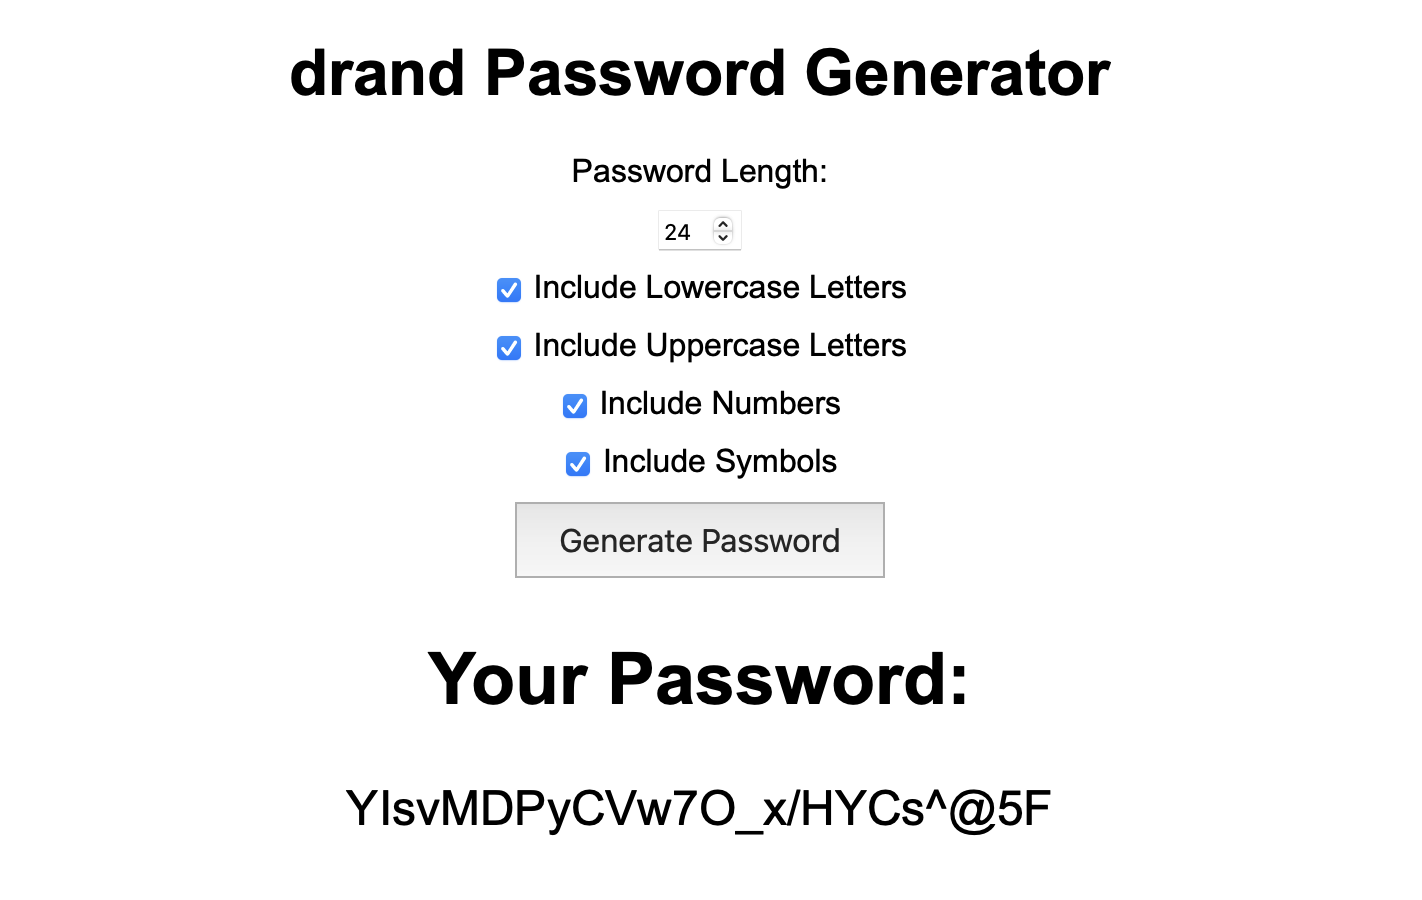 drand Password Generator
Password Length:
24
Include Lowercase Letters
Include Uppercase Letters
Include Numbers
Include Symbols
Generate Password
Your Password:
YIsvMDPyCVw7O_x/HYCs^@5F